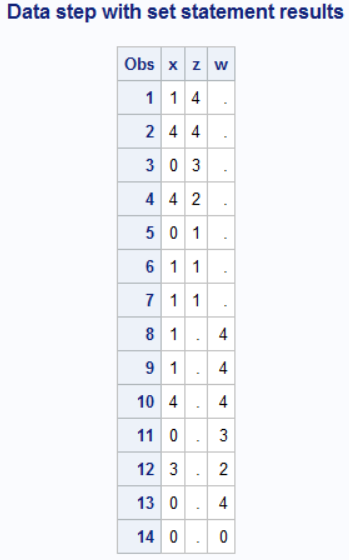 Data step with set statement results
Obs x z w
1 1 4 .
2 4 4 .
3 0 3 .
4 4 2 .
5 0 1 .
6 1 1 .
7 1 1 .
8 1 . 4
9 1 . 4
10 4 . 4
11 0 . 3
12 3 . 2
13 0 . 4
14 0 . 0